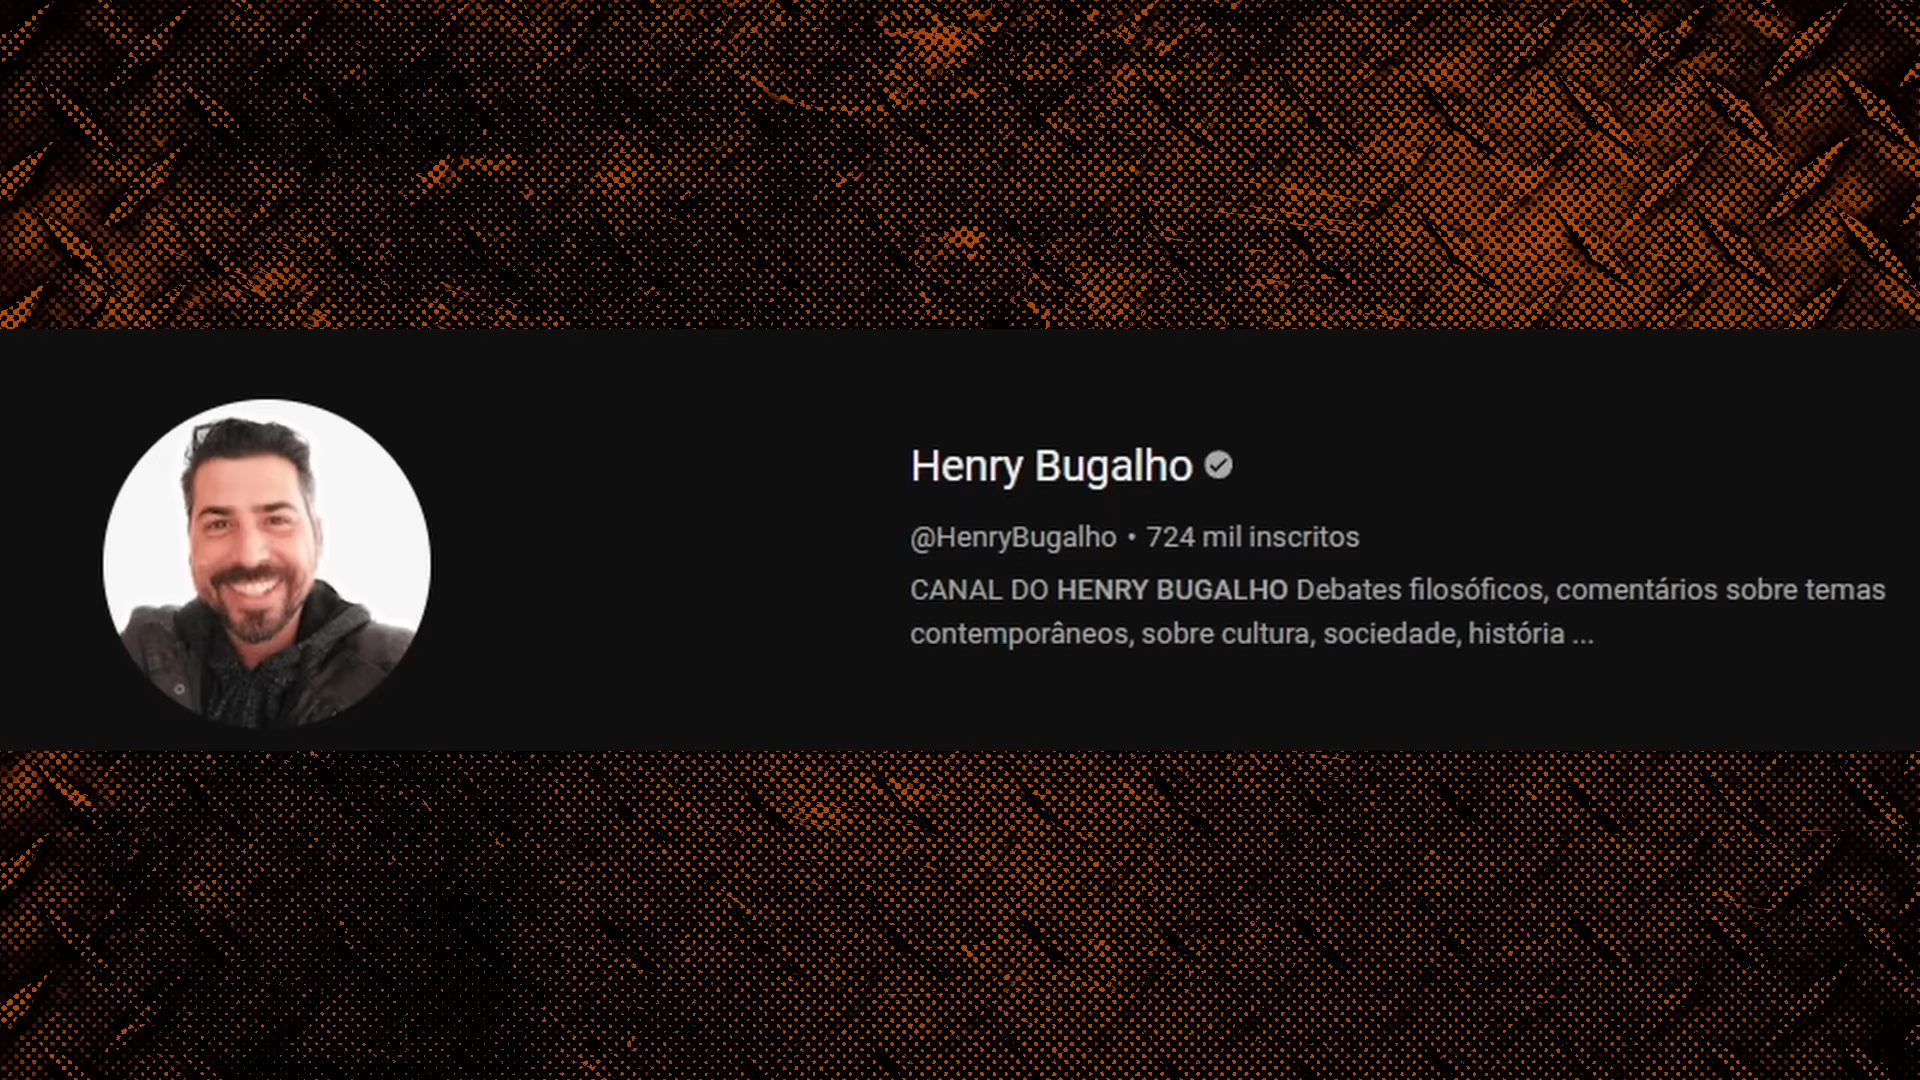 Henry Bugalho
@HenryBugalho • 724 mil inscritos
CANAL DO HENRY BUGALHO Debates filosóficos, comentários sobre temas
contemporâneos, sobre cultura, sociedade, história ...